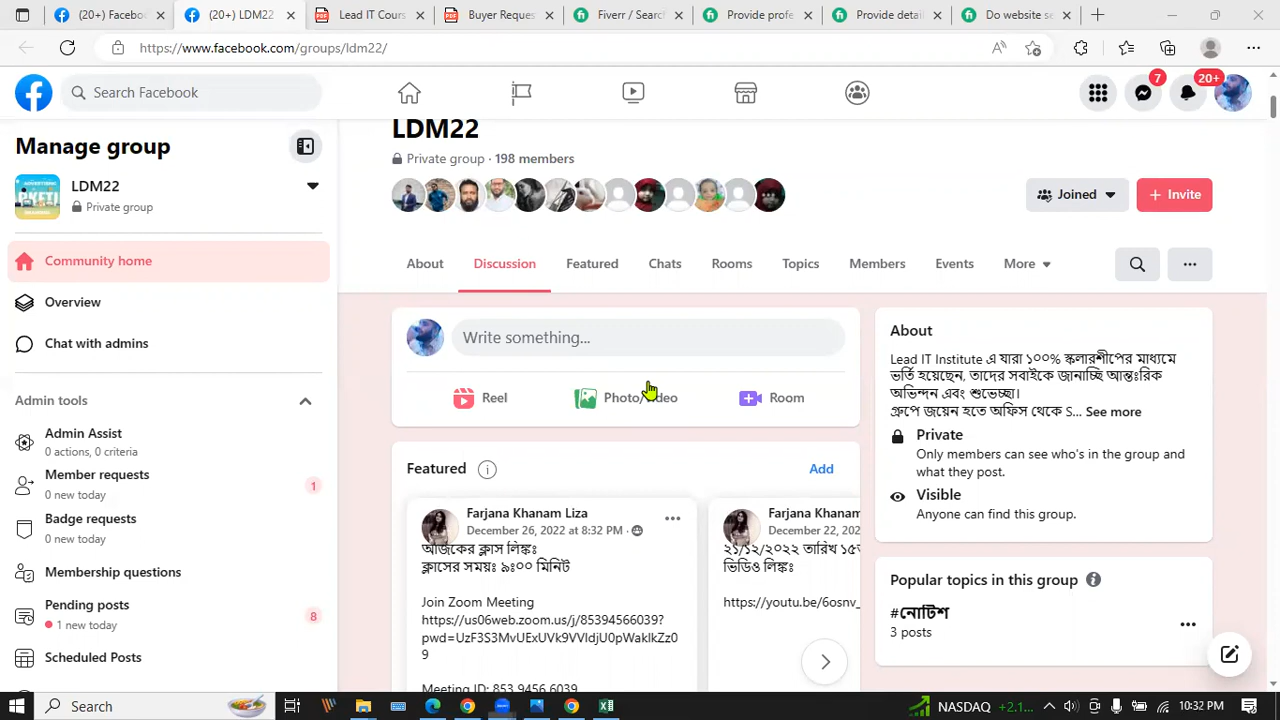 (20+) Facebo
(20+) LDM22
Lead IT Cours
Buyer Reques
Fiverr / Searc
Provide profe
Provide detai
Do website se
https://www.facebook.com/groups/ldm22/
Search Facebook
7
20+
Manage group
LDM22
Private group
Community home
Overview
Chat with admins
Admin tools
Admin Assist
0 actions, 0 criteria
Member requests
0 new today
1
Badge requests
0 new today
Membership questions
Pending posts
1 new today
8
Scheduled Posts
LDM22
Private group · 198 members
Joined
+ Invite
About
Discussion
Featured
Chats
Rooms
Topics
Members
Events
More
Write something...
Reel
Photo/video
Room
Featured
Add
Farjana Khanam Liza
December 26, 2022 at 8:32 PM ·
আজকের ক্লাস লিঙ্কঃ
ক্লাসের সময়ঃ ৯ঃ০০ মিনিট
Join Zoom Meeting
https://us06web.zoom.us/j/85394566039?
pwd=UzF3S3MvUExUVk9VVldjU0pWaklkZz0
9
Meeting ID: 853 9456 6039
Farjana Khanam
December 22, 202
২১/১২/২০২২ তারিখ ১৫ত
ভিডিও লিঙ্কঃ
https://youtu.be/6osnv_
About
Lead IT Institute এ যারা ১০০% স্কলারশীপের মাধ্যমে
ভর্তি হয়েছেন, তাদের সবাইকে জানাচ্ছি আন্তঃরিক
অভিনন্দন এবং শুভেচ্ছা।
গ্রুপে জয়েন হতে অফিস থেকে S... See more
Private
Only members can see who's in the group and
what they post.
Visible
Anyone can find this group.
Popular topics in this group
#নোটিশ
3 posts
Search
NASDAQ +2.1...
10:32 PM